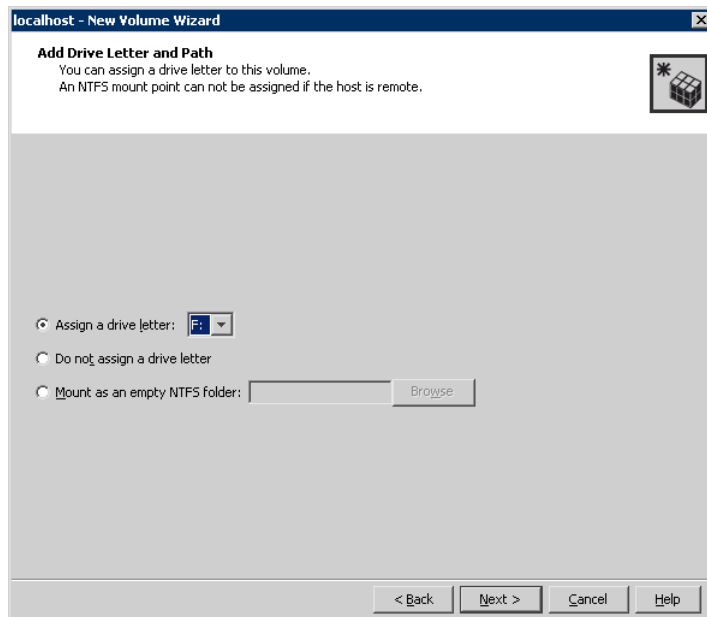 localhost - New Volume Wizard
Add Drive Letter and Path
You can assign a drive letter to this volume.
An NTFS mount point can not be assigned if the host is remote.
Assign a drive letter: F:
Do not assign a drive letter
Mount as an empty NTFS folder: Browse
< Back Next > Cancel Help